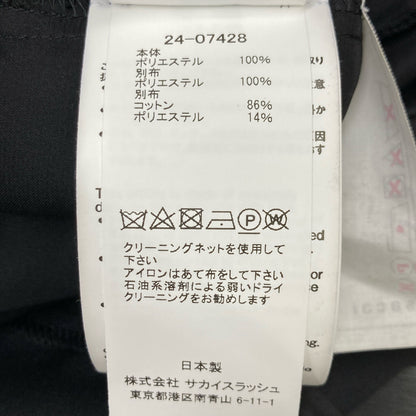 24-07428
本体
ポリエステル 100%
別布
ポリエステル 100%
別布
コットン 86%
ポリエステル 14%
P W
クリーニングネットを使用して
下さい
アイロンはあて布をして下さい
石油系溶剤による弱いドライ
クリーニングをお勧めします
日本製
株式会社 サカイスラッシュ
東京都港区南青山 6-11-1